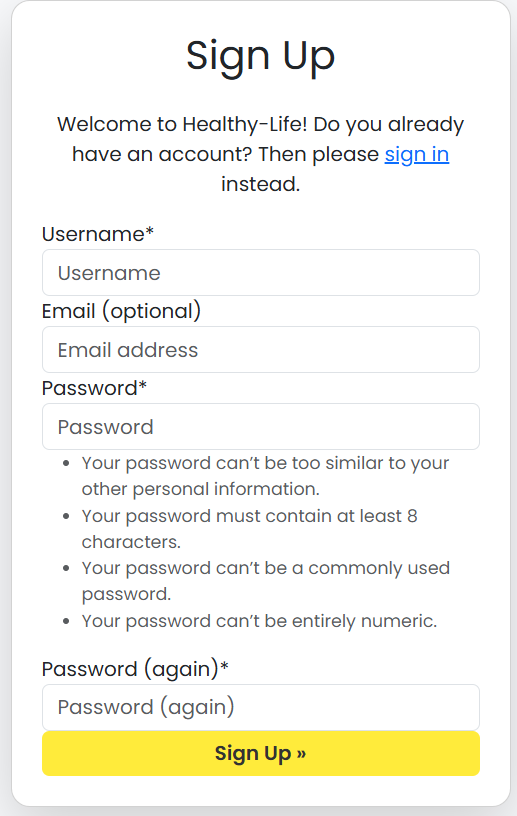 Sign Up
Welcome to Healthy-Life! Do you already
have an account? Then please sign in
instead.
Username*
Username
Email (optional)
Email address
Password*
Password
• Your password can’t be too similar to your
other personal information.
• Your password must contain at least 8
characters.
• Your password can’t be a commonly used
password.
• Your password can’t be entirely numeric.
Password (again)*
Password (again)
Sign Up »